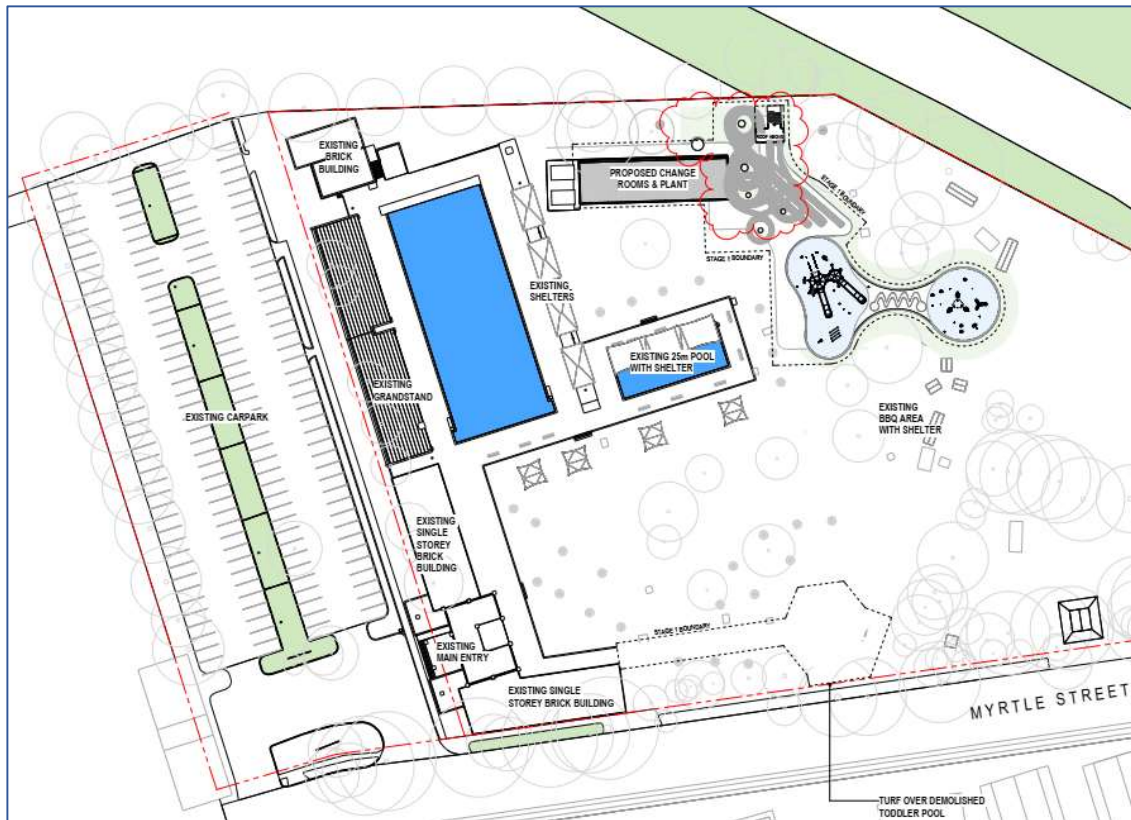 EXISTING
BRICK
BUILDING
PROPOSED CHANGE
ROOMS & PLANT
ROOF ABOVE
STAGE 1 BOUNDARY
STAGE 1 BOUNDARY
EXISTING
SHELTERS
EXISTING 25m POOL
WITH SHELTER
EXISTING
GRANDSTAND
EXISTING CARPARK
EXISTING
BBQ AREA
WITH SHELTER
EXISTING
SINGLE
STOREY
BRICK
BUILDING
STAGE 1 BOUNDARY
EXISTING
MAIN ENTRY
EXISTING SINGLE
STOREY BRICK BUILDING
MYRTLE STREET
TURF OVER DEMOLISHED
TODDLER POOL